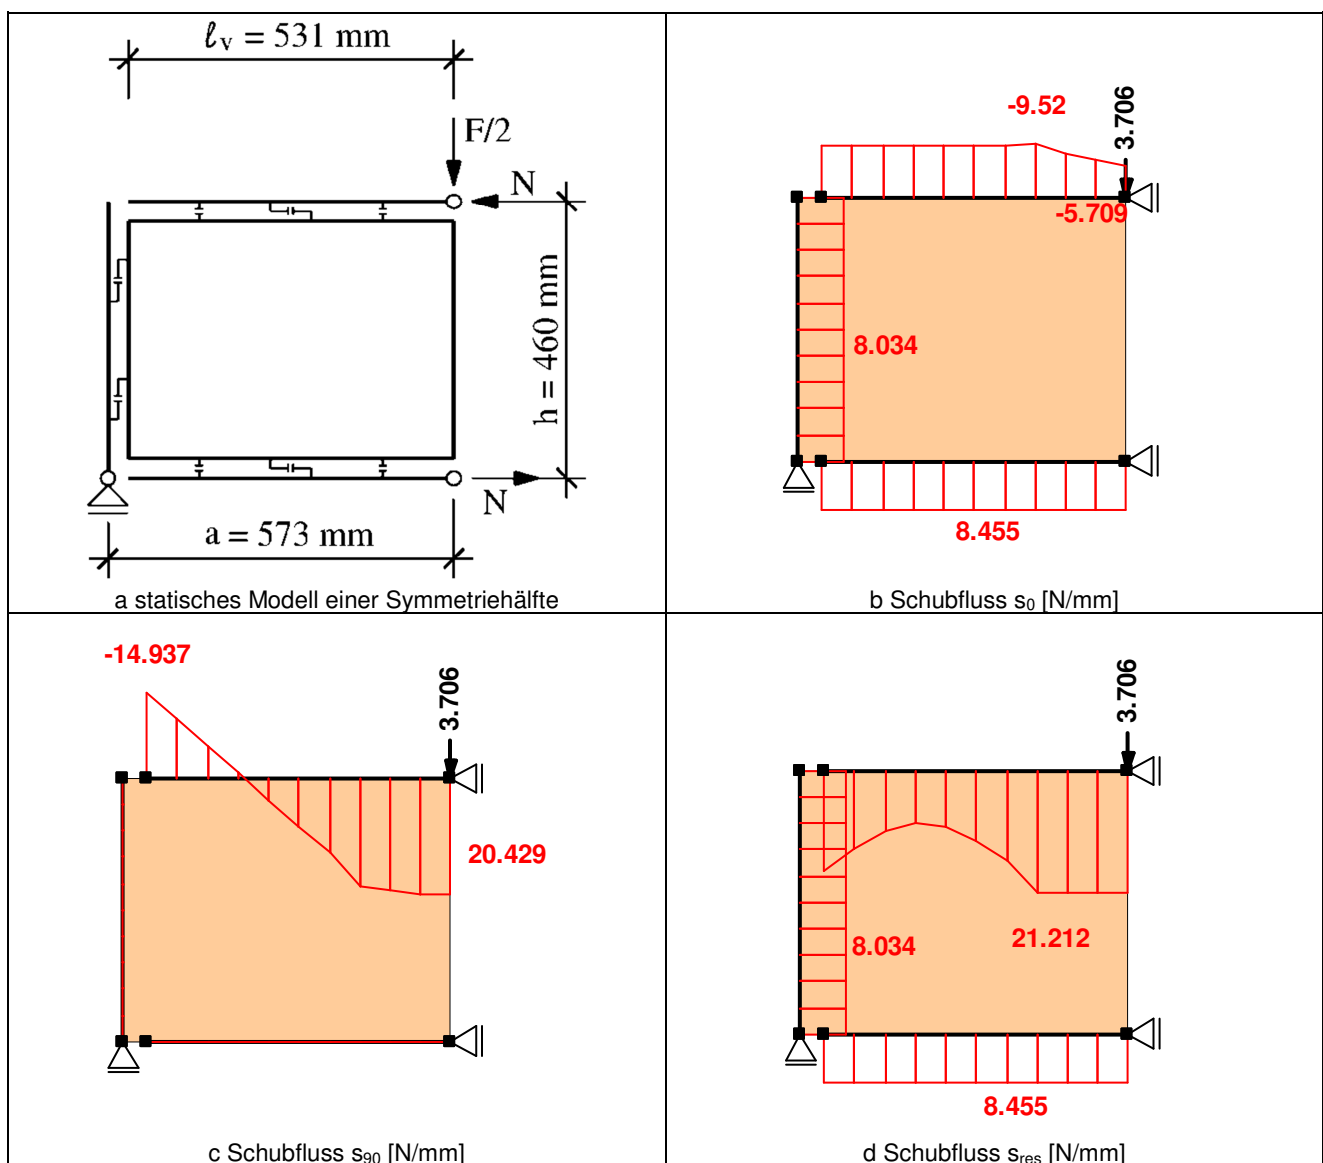 ℓv = 531 mm
F/2
N
h = 460 mm
N
a = 573 mm
a statisches Modell einer Symmetriehälfte
-9.52
3.706
-5.709
8.034
8.455
b Schubfluss s0 [N/mm]
-14.937
3.706
20.429
c Schubfluss s90 [N/mm]
3.706
8.034
21.212
8.455
d Schubfluss sres [N/mm]